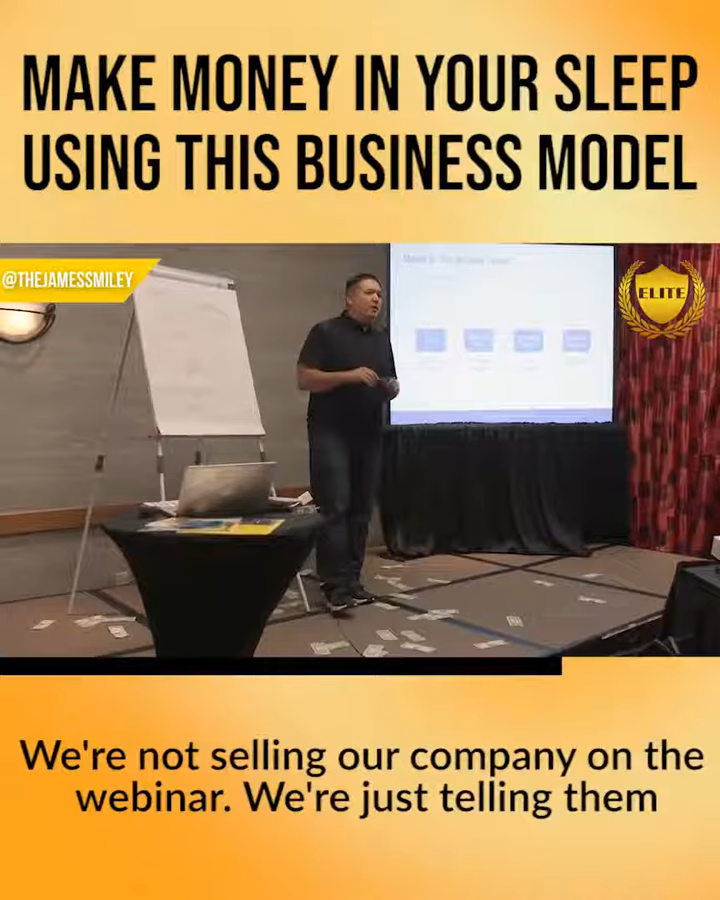 MAKE MONEY IN YOUR SLEEP
USING THIS BUSINESS MODEL
@THEJAMESSMILEY
ELITE
We're not selling our company on the
webinar. We're just telling them